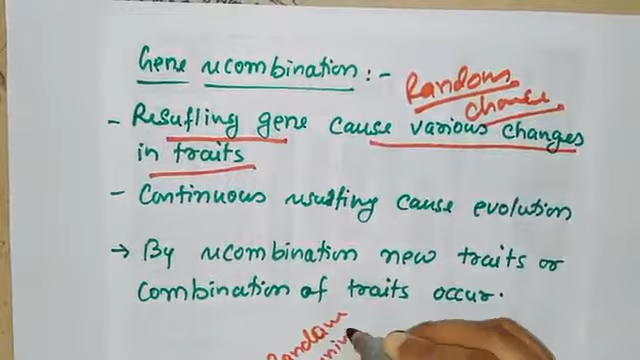 Gene recombination :-
Random
change
- Resufling gene cause various changes
in traits
- Continuous resulting cause evolution
→ By recombination new traits or
combination of traits occur.
Random